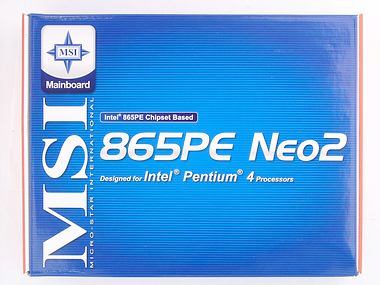 MSI
Mainboard
MSI
MICRO-STAR INTERNATIONAL
Intel® 865PE Chipset Based
865PE Neo2
Designed for Intel® Pentium® 4 Processors